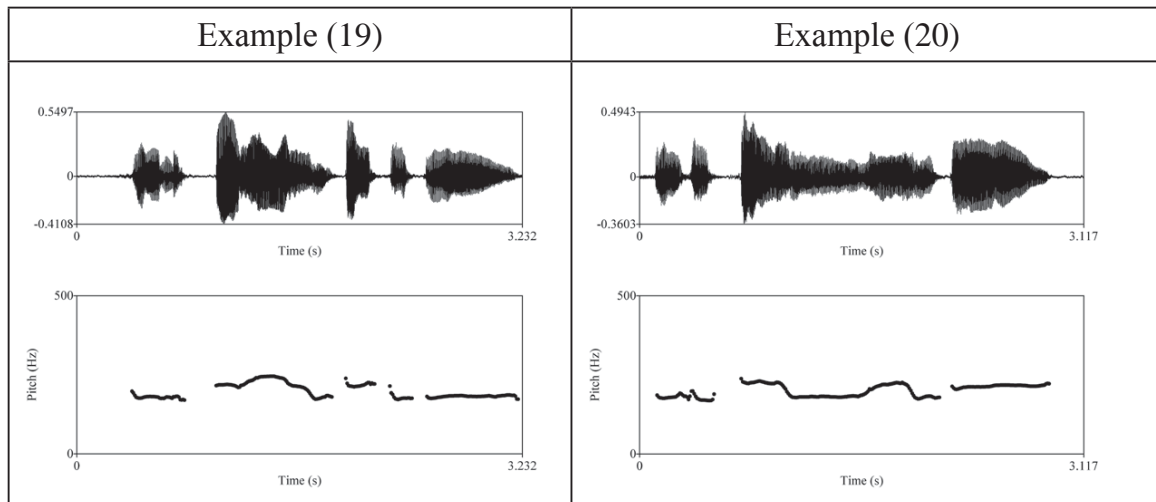 Example (19)
Example (20)
0.5497
0
-0.4108
0
3.232
Time (s)
0.4943
0
-0.3603
0
3.117
Time (s)
500
Pitch (Hz)
0
0
3.232
Time (s)
500
Pitch (Hz)
0
0
3.117
Time (s)